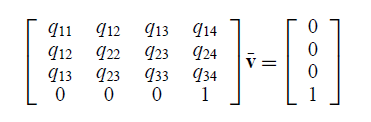 q11 q12 q13 q14 0
q12 q22 q23 q24 0
v̄ =
q13 q23 q33 q34 0
0 0 0 1 1